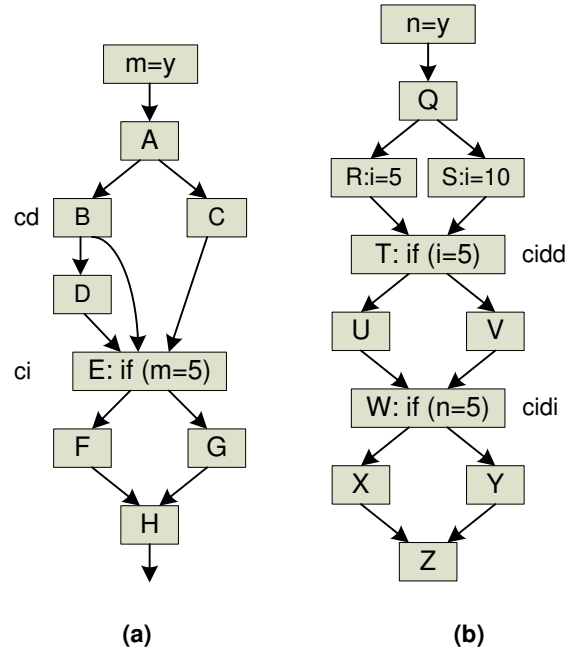 m=y
A
cd
B
C
D
ci
E: if (m=5)
F
G
H
(a)
n=y
Q
R:i=5
S:i=10
T: if (i=5)
cidd
U
V
W: if (n=5)
cidi
X
Y
Z
(b)